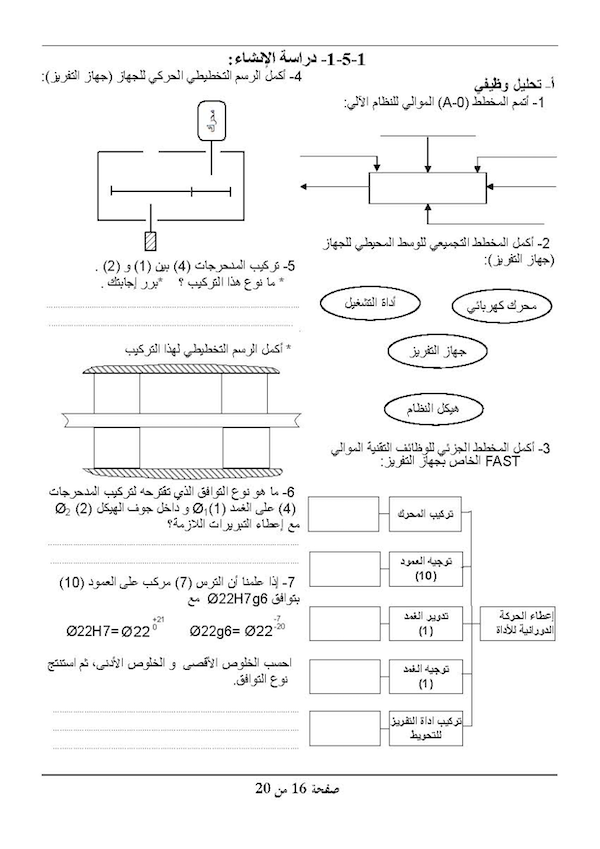 1-5-1- دراسة الإنشاء:
أ- تحليل وظيفي
1- أتمم المخطط (A-0) الموالي للنظام الآلي:
2- أكمل المخطط التجميعي للوسط المحيطي للجهاز
(جهاز التفريز):
محرك كهربائي
أداة التشغيل
جهاز التفريز
هيكل النظام
3- أكمل المخطط الجزئي للوظائف التقنية الموالي
FAST الخاص بجهاز التفريز:
إعطاء الحركة
الدورانية للأداة
تركيب المحرك
توجيه العمود
(10)
تدوير الغمد
(1)
توجيه الغمد
(1)
تركيب اداة التفريز
للتحويط
4- أكمل الرسم التخطيطي الحركي للجهاز (جهاز التفريز):
محرك
5- تركيب المدحرجات (4) بين (1) و (2) .
* ما نوع هذا التركيب ؟ *برر إجابتك .
* أكمل الرسم التخطيطي لهذا التركيب
6- ما هو نوع التوافق الذي تقترحه لتركيب المدحرجات
(4) على الغمد (1) Ø1 و داخل جوف الهيكل (2) Ø2
مع إعطاء التبريرات اللازمة؟
7- إذا علمنا أن الترس (7) مركب على العمود (10)
بتوافق Ø22H7g6 مع
Ø22H7= Ø22 +21 0 Ø22g6= Ø22 -7 -20
احسب الخلوص الأقصى و الخلوص الأدنى، ثم استنتج
نوع التوافق.
صفحة 16 من 20